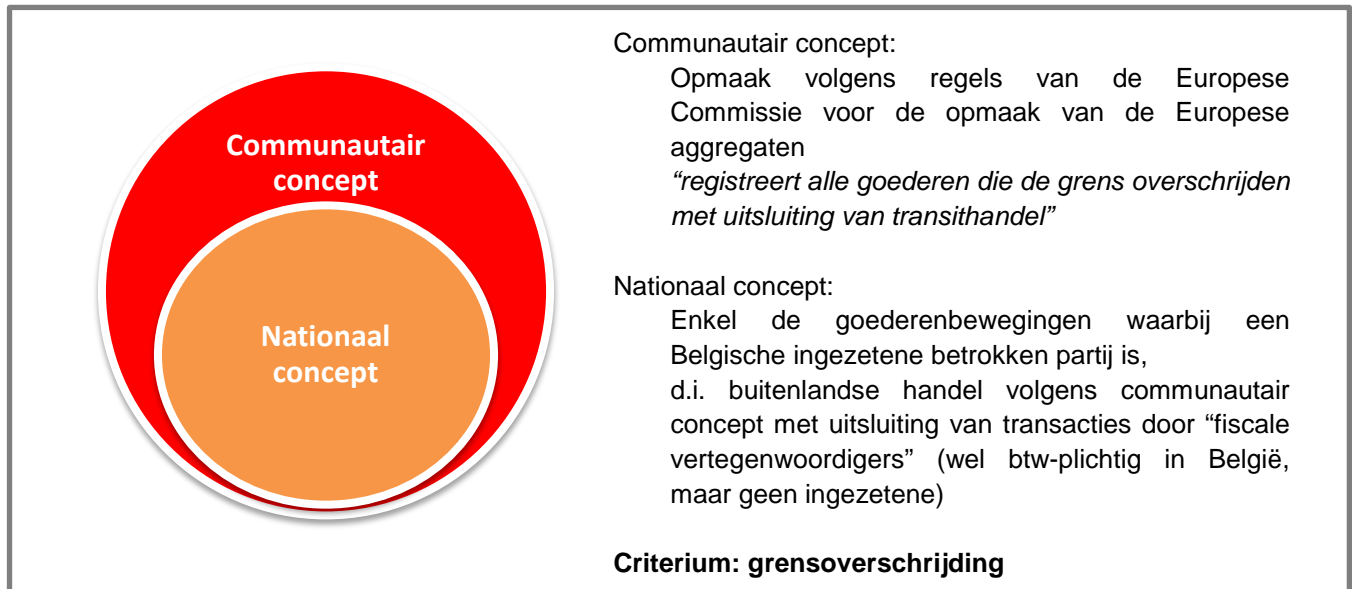 Communautair
concept
Nationaal
concept
Communautair concept:
Opmaak volgens regels van de Europese
Commissie voor de opmaak van de Europese
aggregaten
“registreert alle goederen die de grens overschrijden
met uitsluiting van transithandel”
Nationaal concept:
Enkel de goederenbewegingen waarbij een
Belgische ingezetene betrokken partij is,
d.i. buitenlandse handel volgens communautair
concept met uitsluiting van transacties door “fiscale
vertegenwoordigers” (wel btw-plichtig in België,
maar geen ingezetene)
Criterium: grensoverschrijding